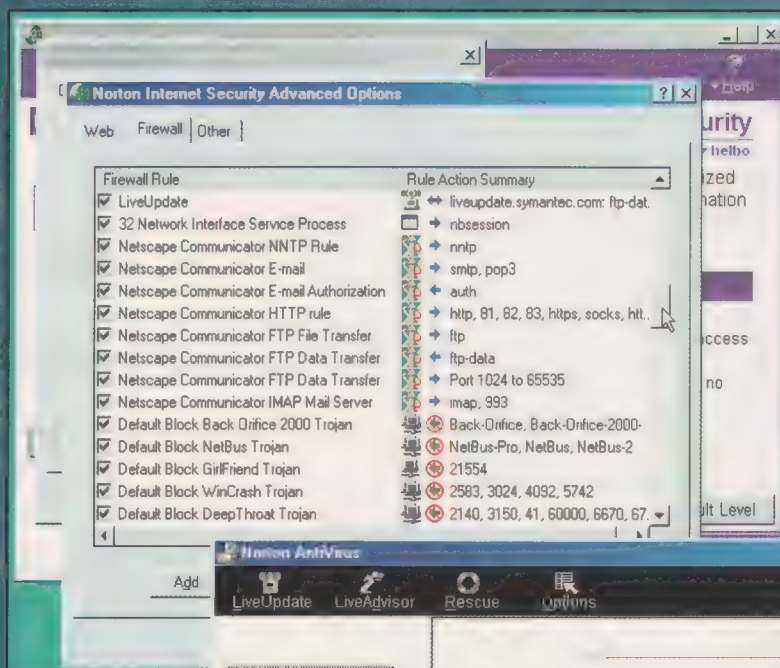 Help
Norton Internet Security Advanced Options
urity
Web Firewall Other
helbo
ized
Firewall Rule Rule Action Summary
nation
LiveUpdate liveupdate.symantec.com: ftp-dat.
32 Network Interface Service Process nbsession
Netscape Communicator NNTP Rule nntp
Netscape Communicator E-mail smtp, pop3
Netscape Communicator E-mail Authorization auth
Netscape Communicator HTTP rule http, 81, 82, 83, https, socks, htt..
Netscape Communicator FTP File Transfer ftp
ccess
Netscape Communicator FTP Data Transfer ftp-data
Netscape Communicator FTP Data Transfer Port 1024 to 65535
no
Netscape Communicator IMAP Mail Server imap, 993
Default Block Back Orifice 2000 Trojan Back-Orifice, Back-Orifice-2000-
Default Block NetBus Trojan NetBus-Pro, NetBus, NetBus-2
Default Block GirlFriend Trojan 21554
Default Block WinCrash Trojan 2583, 3024, 4092, 5742
Default Block DeepThroat Trojan 2140, 3150, 41, 60000, 6670, 67.
ult Level
Norton AntiVirus
Add
LiveUpdate LiveAdvisor Rescue Options